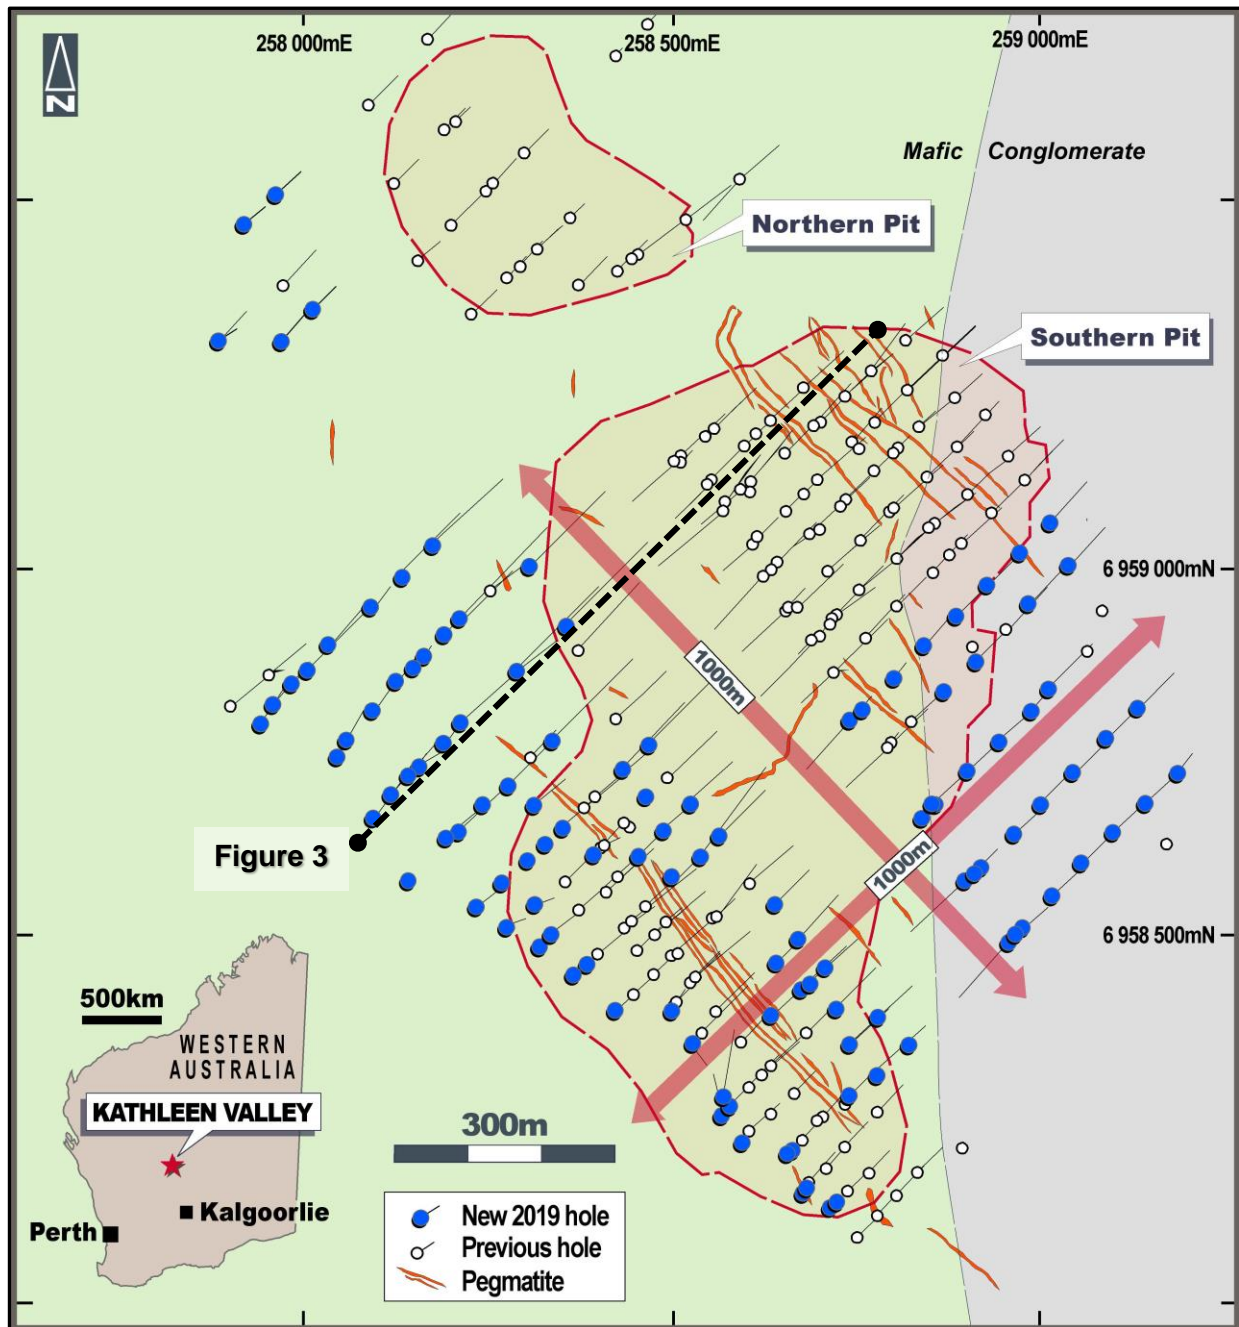 258 000mE
258 500mE
259 000mE
N
Mafic
Conglomerate
Northern Pit
Southern Pit
6 959 000mN
1000m
1000m
Figure 3
6 958 500mN
500km
WESTERN
AUSTRALIA
KATHLEEN VALLEY
300m
Kalgoorlie
Perth
New 2019 hole
Previous hole
Pegmatite